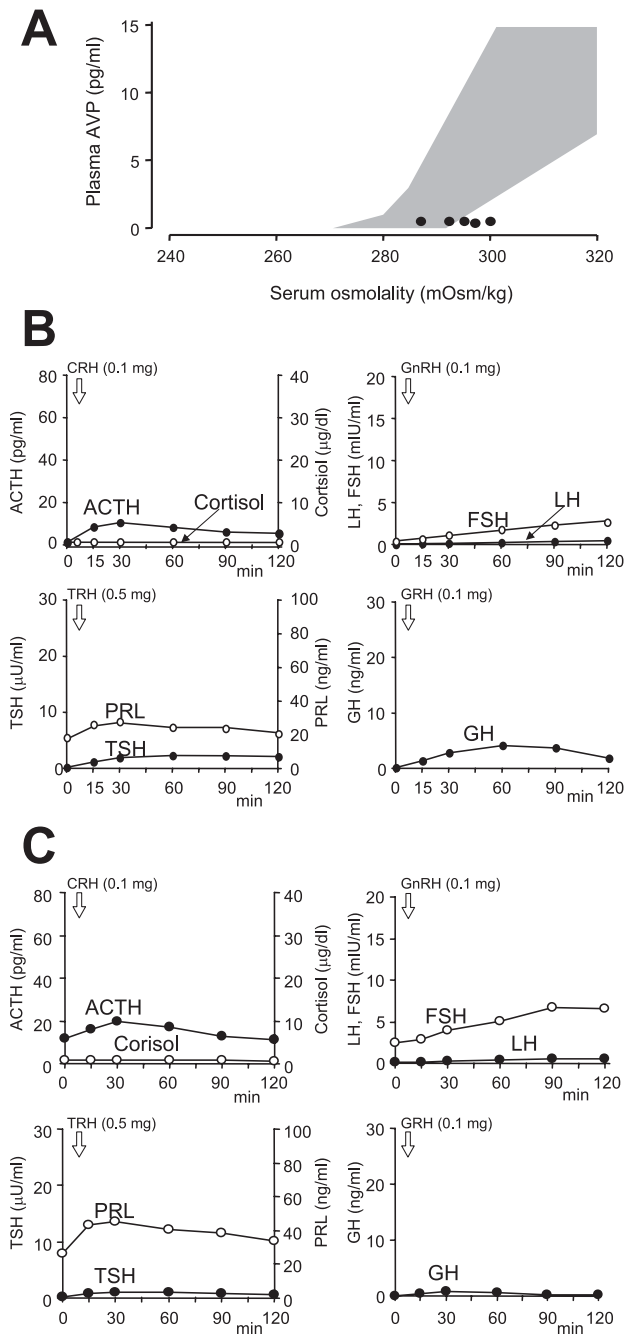 A
Plasma AVP (pg/ml)
15
10
5
0
240 260 280 300 320
Serum osmolality (mOsm/kg)
B
CRH (0.1 mg)
ACTH (pg/ml)
80
60
40
20
0
Cortsiol (µg/dl)
40
30
20
10
0
ACTH
Cortisol
0 15 30 60 90 120
min
GnRH (0.1 mg)
LH, FSH (mIU/ml)
20
15
10
5
0
FSH
LH
0 15 30 60 90 120
min
TRH (0.5 mg)
TSH (µU/ml)
30
20
10
0
PRL (ng/ml)
100
80
60
40
20
0
PRL
TSH
0 15 30 60 90 120
min
GRH (0.1 mg)
GH (ng/ml)
30
20
10
0
GH
0 15 30 60 90 120
min
C
CRH (0.1 mg)
ACTH (pg/ml)
80
60
40
20
0
Cortisol (µg/dl)
40
30
20
10
0
ACTH
Corisol
0 15 30 60 90 120
min
GnRH (0.1 mg)
LH, FSH (mIU/ml)
20
15
10
5
0
FSH
LH
0 15 30 60 90 120
min
TRH (0.5 mg)
TSH (µU/ml)
30
20
10
0
PRL (ng/ml)
100
80
60
40
20
0
PRL
TSH
0 15 30 60 90 120
min
GRH (0.1 mg)
GH (ng/ml)
30
20
10
0
GH
0 15 30 60 90 120
min